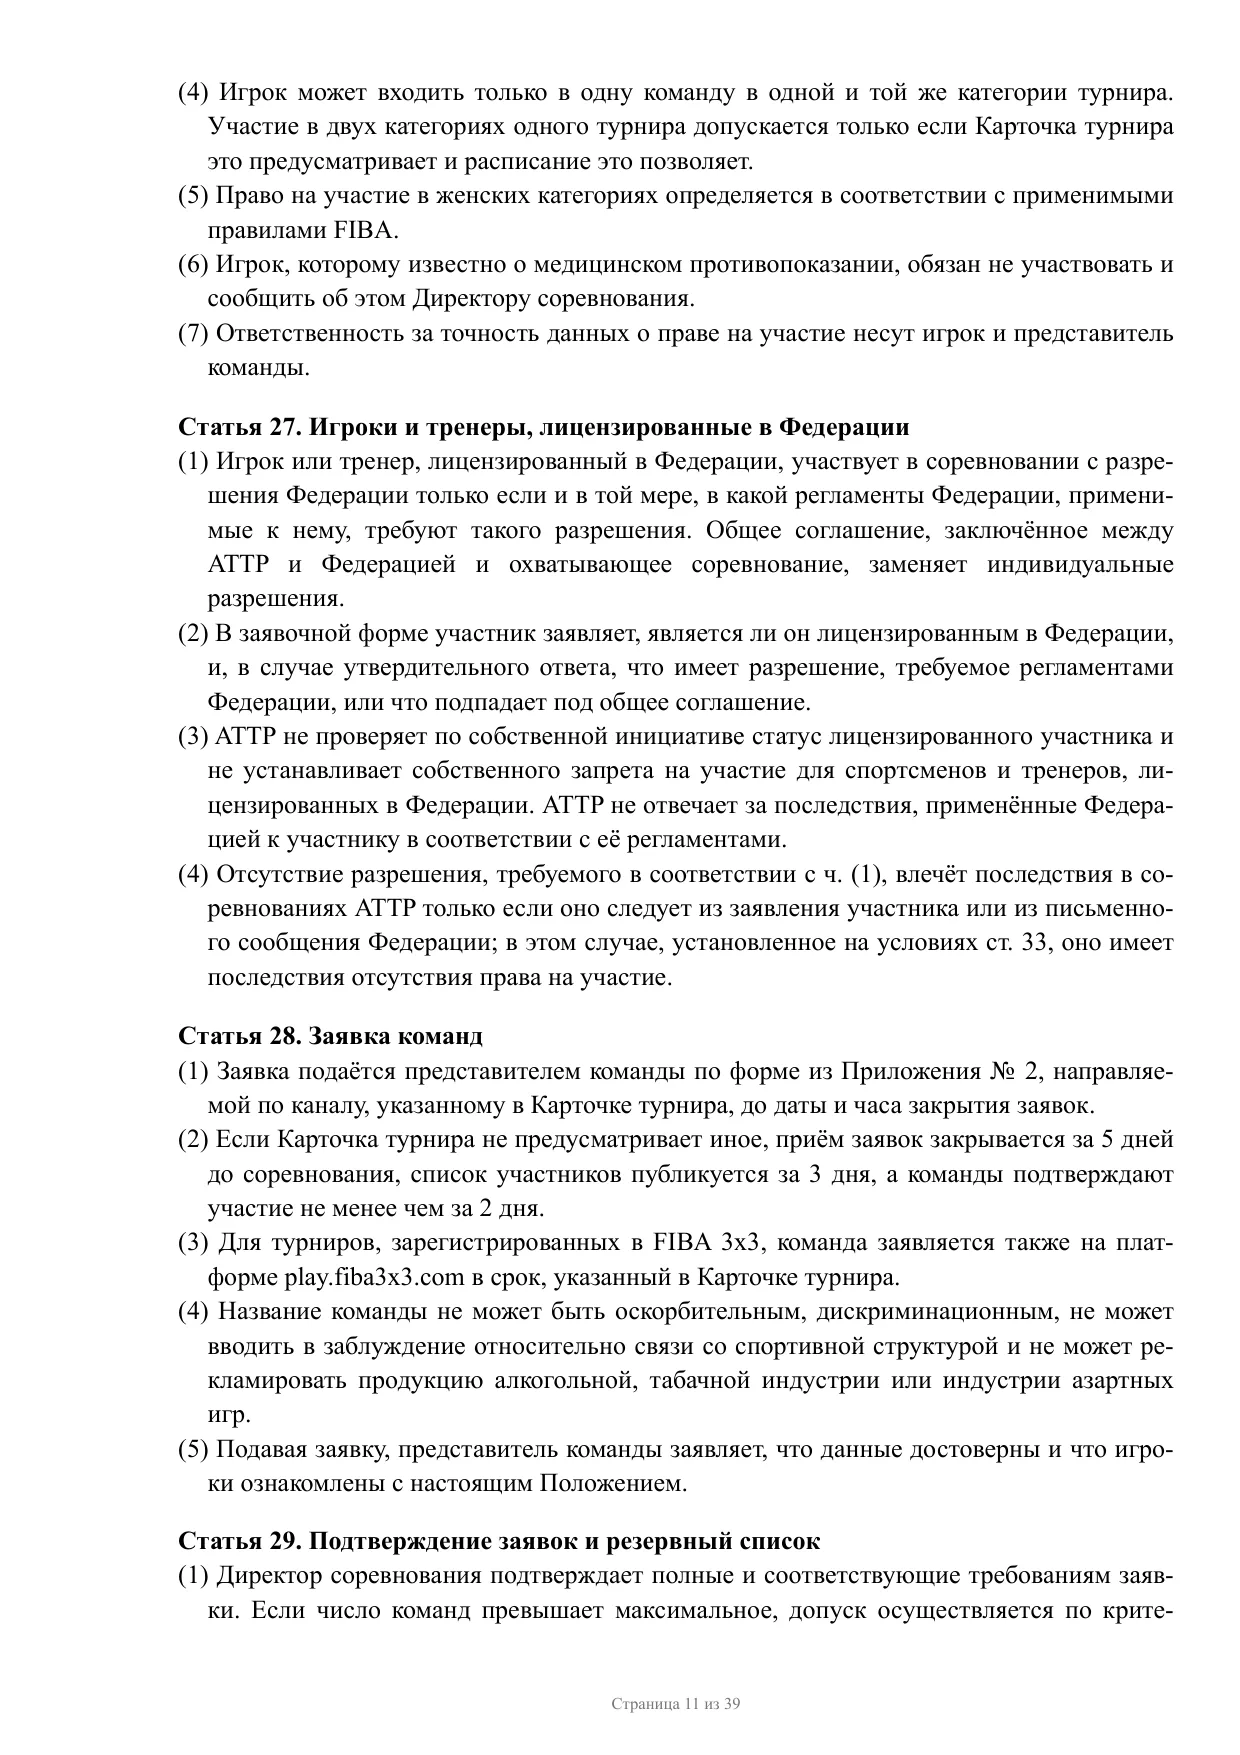 (4) Игрок может входить только в одну команду в одной и той же категории турнира.
Участие в двух категориях одного турнира допускается только если Карточка турнира
это предусматривает и расписание это позволяет.
(5) Право на участие в женских категориях определяется в соответствии с применимыми
правилами FIBA.
(6) Игрок, которому известно о медицинском противопоказании, обязан не участвовать и
сообщить об этом Директору соревнования.
(7) Ответственность за точность данных о праве на участие несут игрок и представитель
команды.
Статья 27. Игроки и тренеры, лицензированные в Федерации
(1) Игрок или тренер, лицензированный в Федерации, участвует в соревновании с разре-
шения Федерации только если и в той мере, в какой регламенты Федерации, примени-
мые к нему, требуют такого разрешения. Общее соглашение, заключённое между
АТТР и Федерацией и охватывающее соревнование, заменяет индивидуальные
разрешения.
(2) В заявочной форме участник заявляет, является ли он лицензированным в Федерации,
и, в случае утвердительного ответа, что имеет разрешение, требуемое регламентами
Федерации, или что подпадает под общее соглашение.
(3) АТТР не проверяет по собственной инициативе статус лицензированного участника и
не устанавливает собственного запрета на участие для спортсменов и тренеров, ли-
цензированных в Федерации. АТТР не отвечает за последствия, применённые Федера-
цией к участнику в соответствии с её регламентами.
(4) Отсутствие разрешения, требуемого в соответствии с ч. (1), влечёт последствия в со-
ревнованиях АТТР только если оно следует из заявления участника или из письменно-
го сообщения Федерации; в этом случае, установленное на условиях ст. 33, оно имеет
последствия отсутствия права на участие.
Статья 28. Заявка команд
(1) Заявка подаётся представителем команды по форме из Приложения № 2, направляе-
мой по каналу, указанному в Карточке турнира, до даты и часа закрытия заявок.
(2) Если Карточка турнира не предусматривает иное, приём заявок закрывается за 5 дней
до соревнования, список участников публикуется за 3 дня, а команды подтверждают
участие не менее чем за 2 дня.
(3) Для турниров, зарегистрированных в FIBA 3x3, команда заявляется также на плат-
форме play.fiba3x3.com в срок, указанный в Карточке турнира.
(4) Название команды не может быть оскорбительным, дискриминационным, не может
вводить в заблуждение относительно связи со спортивной структурой и не может ре-
кламировать продукцию алкогольной, табачной индустрии или индустрии азартных
игр.
(5) Подавая заявку, представитель команды заявляет, что данные достоверны и что игро-
ки ознакомлены с настоящим Положением.
Статья 29. Подтверждение заявок и резервный список
(1) Директор соревнования подтверждает полные и соответствующие требованиям заяв-
ки. Если число команд превышает максимальное, допуск осуществляется по крите-
Страница 11 из 39